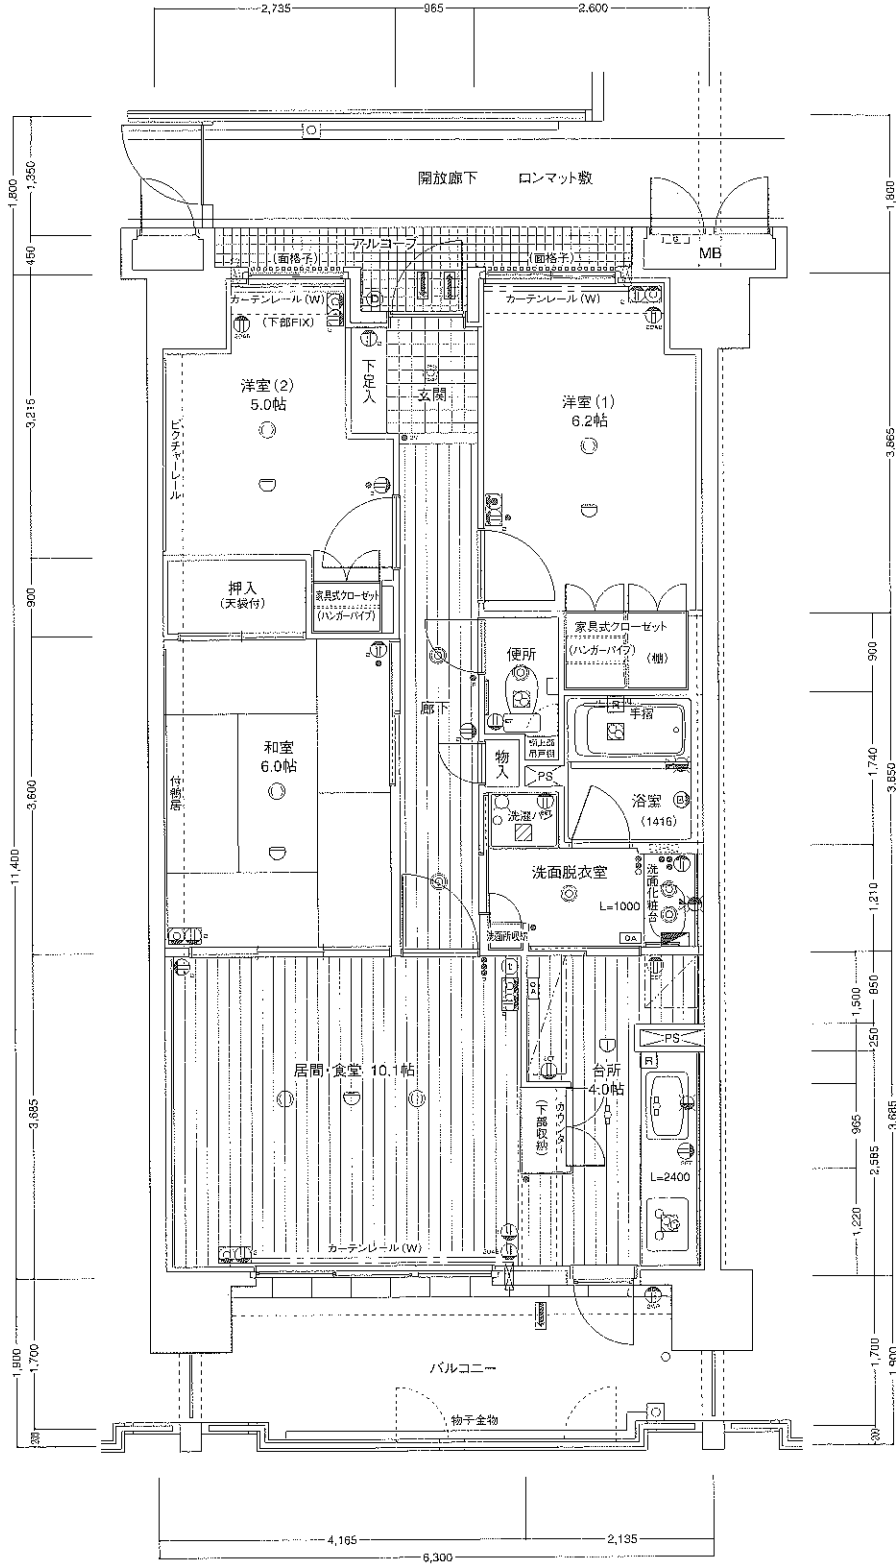 2,735
965
2,600
1,800
1,350
450
1,800
開放廊下 ロンマット敷
アルコーブ
(面格子)
(面格子)
MB
カーテンレール(W)
(下部FIX)
カーテンレール(W)
下足入
玄関
洋室(2)
5.0帖
洋室(1)
6.2帖
ピクチャーレール
3,215
3,865
押入
(天袋付)
家具式クローゼット
(ハンガーパイプ)
家具式クローゼット
(ハンガーパイプ)
(棚)
900
900
便所
廊下
手摺
R
和室
6.0帖
付鴨居
物入
PS
浴室
(1416)
洗濯パン
3,600
11,400
1,740
3,650
洗面脱衣室
L=1000
洗面化粧台
洗面所収納
1,210
850
1,500
250
PS
R
居間・食堂 10.1帖
台所
4.0帖
カウンター
(下部収納)
L=2400
カーテンレール(W)
3,685
965
2,585
3,685
1,220
バルコニー
物干金物
1,900
1,700
200
1,700
1,900
200
4,165
2,135
6,300